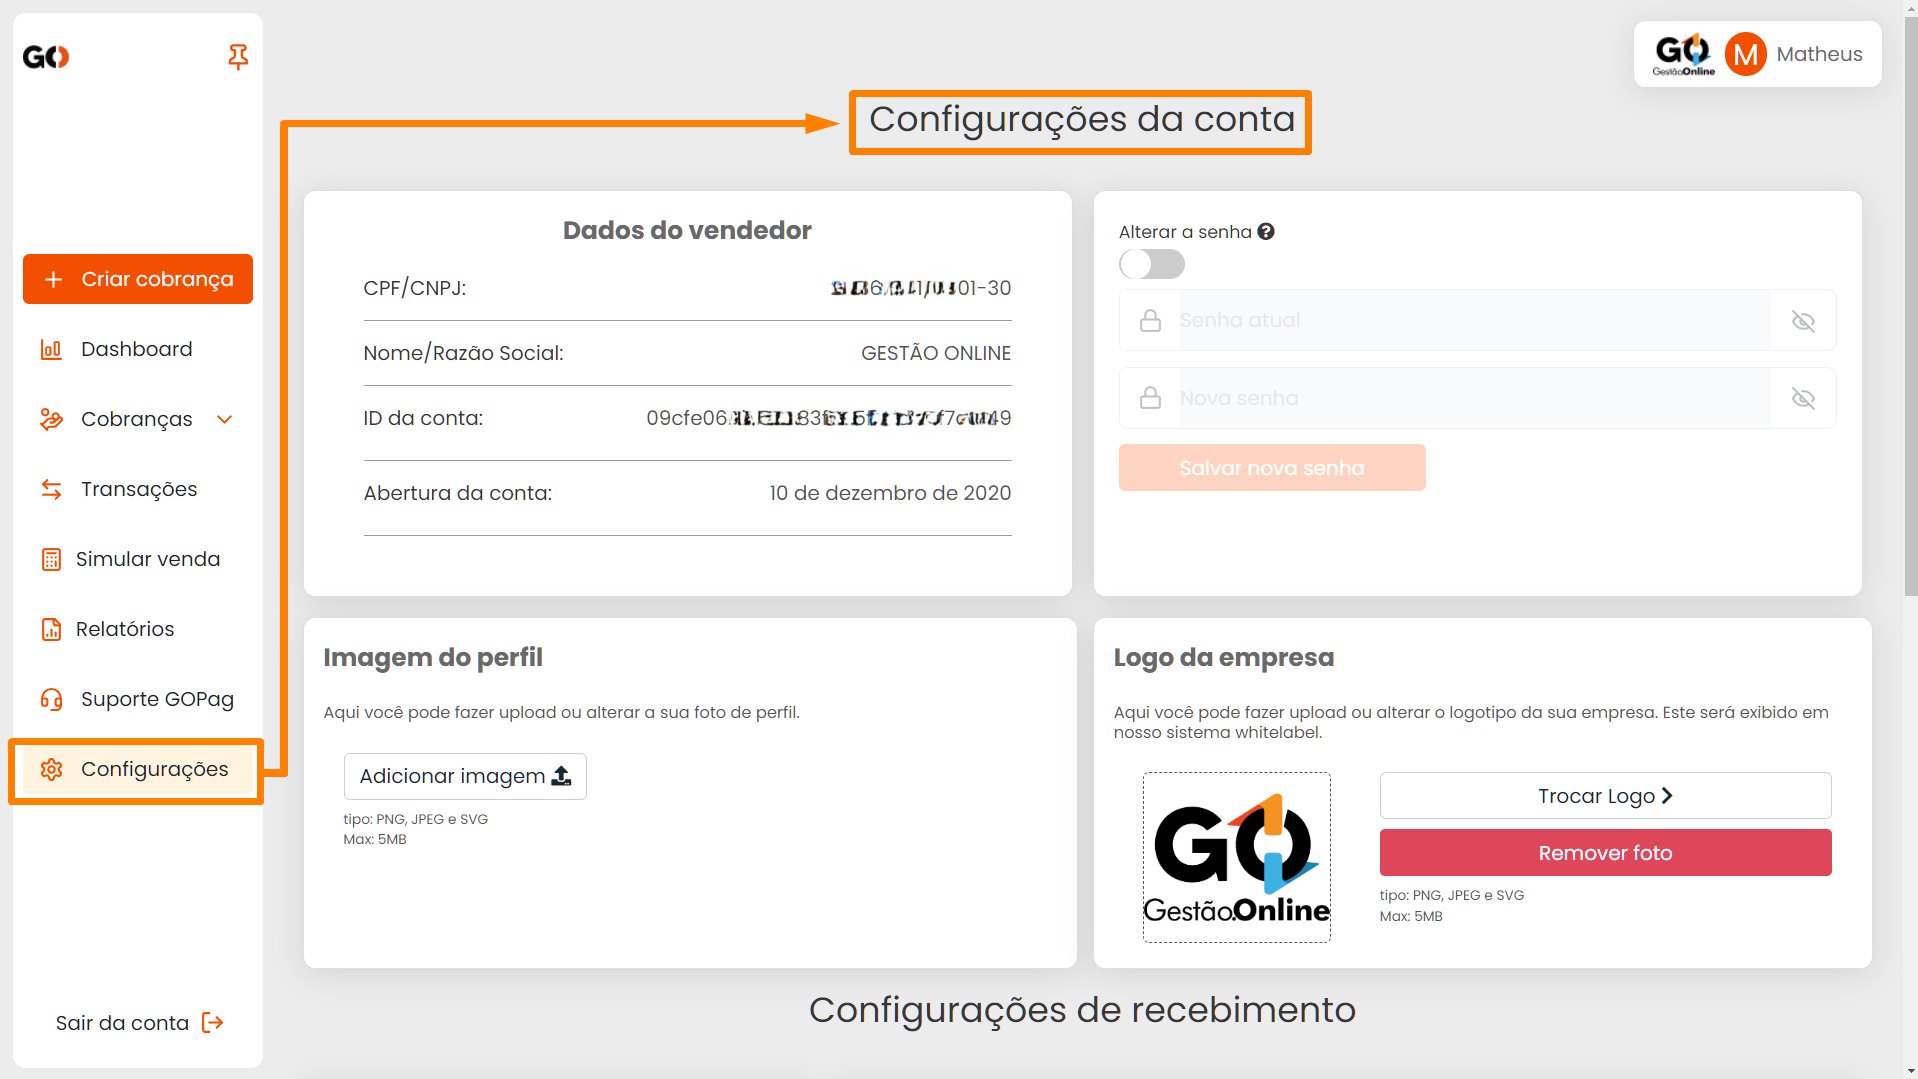 GO
GO
GestãoOnline
M
Matheus
Configurações da conta
Criar cobrança
Dashboard
Cobranças
Transações
Simular venda
Relatórios
Suporte GOPag
Configurações
Sair da conta
Dados do vendedor
CPF/CNPJ: 01-30
Nome/Razão Social: GESTÃO ONLINE
ID da conta: 09cfe06
Abertura da conta: 10 de dezembro de 2020
Alterar a senha
Senha atual
Nova senha
Salvar nova senha
Imagem do perfil
Aqui você pode fazer upload ou alterar a sua foto de perfil.
Adicionar imagem
tipo: PNG, JPEG e SVG
Max: 5MB
Logo da empresa
Aqui você pode fazer upload ou alterar o logotipo da sua empresa. Este será exibido em
nosso sistema whitelabel.
GO
Gestão.Online
Trocar Logo
Remover foto
tipo: PNG, JPEG e SVG
Max: 5MB
Configurações de recebimento